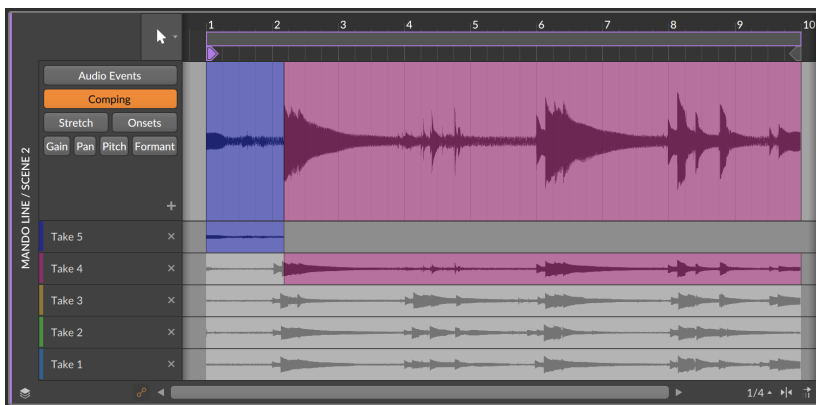 1 2 3 4 5 6 7 8 9 10
Audio Events
Comping
Stretch Onsets
Gain Pan Pitch Formant
+
MANDO LINE / SCENE 2
Take 5 ×
Take 4 ×
Take 3 ×
Take 2 ×
Take 1 ×
1/4